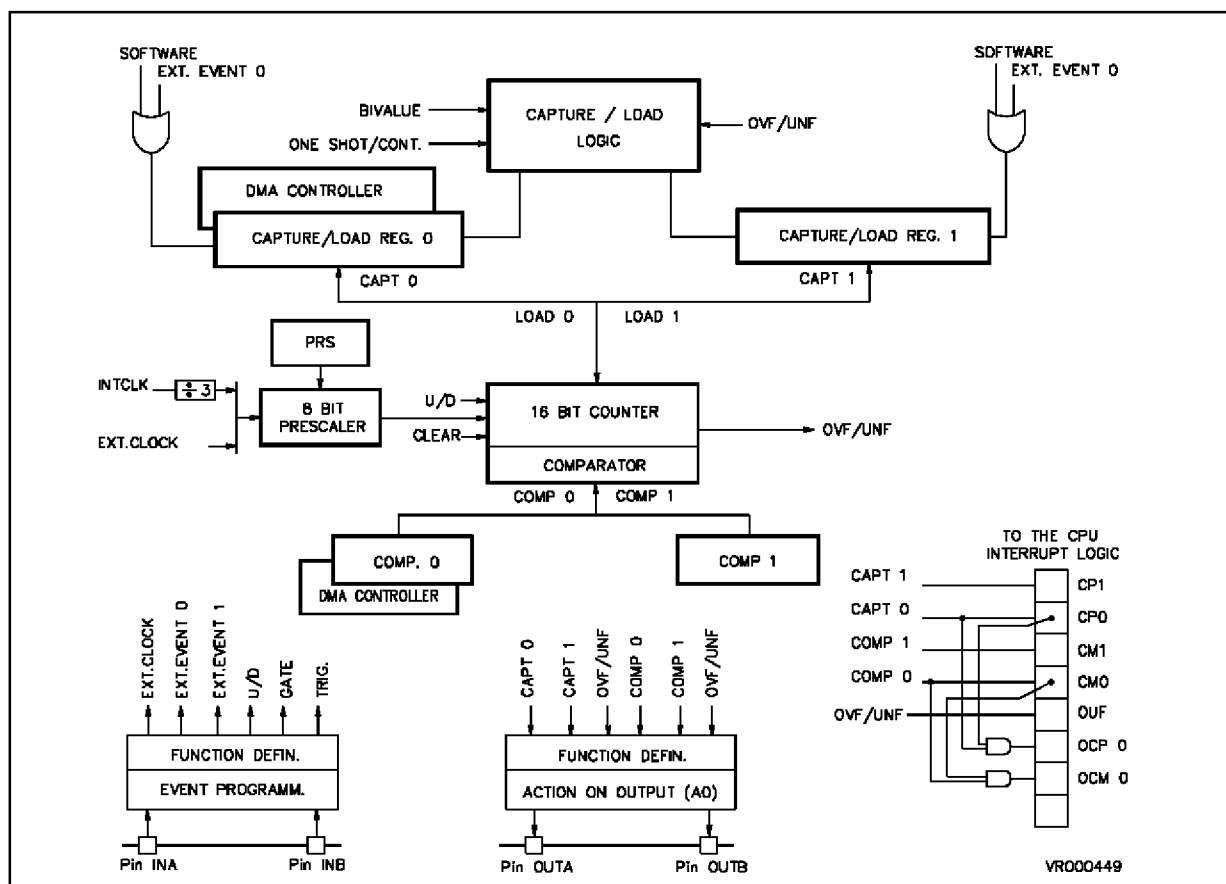 SOFTWARE
EXT. EVENT 0
SOFTWARE
EXT. EVENT 0
BIVALUE
ONE SHOT/CONT.
CAPTURE / LOAD
LOGIC
OVF/UNF
DMA CONTROLLER
CAPTURE/LOAD REG. 0
CAPTURE/LOAD REG. 1
CAPT 0
CAPT 1
LOAD 0
LOAD 1
PRS
INTCLK
÷3
8 BIT
PRESCALER
EXT.CLOCK
U/D
CLEAR
16 BIT COUNTER
COMPARATOR
OVF/UNF
COMP 0
COMP 1
COMP. 0
DMA CONTROLLER
COMP 1
TO THE CPU
INTERRUPT LOGIC
CAPT 1
CP1
CAPT 0
CP0
COMP 1
CM1
COMP 0
CM0
OVF/UNF
OUF
OCP 0
OCM 0
EXT.CLOCK
EXT.EVENT 0
EXT.EVENT 1
U/D
GATE
TRIG.
FUNCTION DEFIN.
EVENT PROGRAMM.
Pin INA
Pin INB
CAPT 0
CAPT 1
OVF/UNF
COMP 0
COMP 1
OVF/UNF
FUNCTION DEFIN.
ACTION ON OUTPUT (AO)
Pin OUTA
Pin OUTB
VR000449